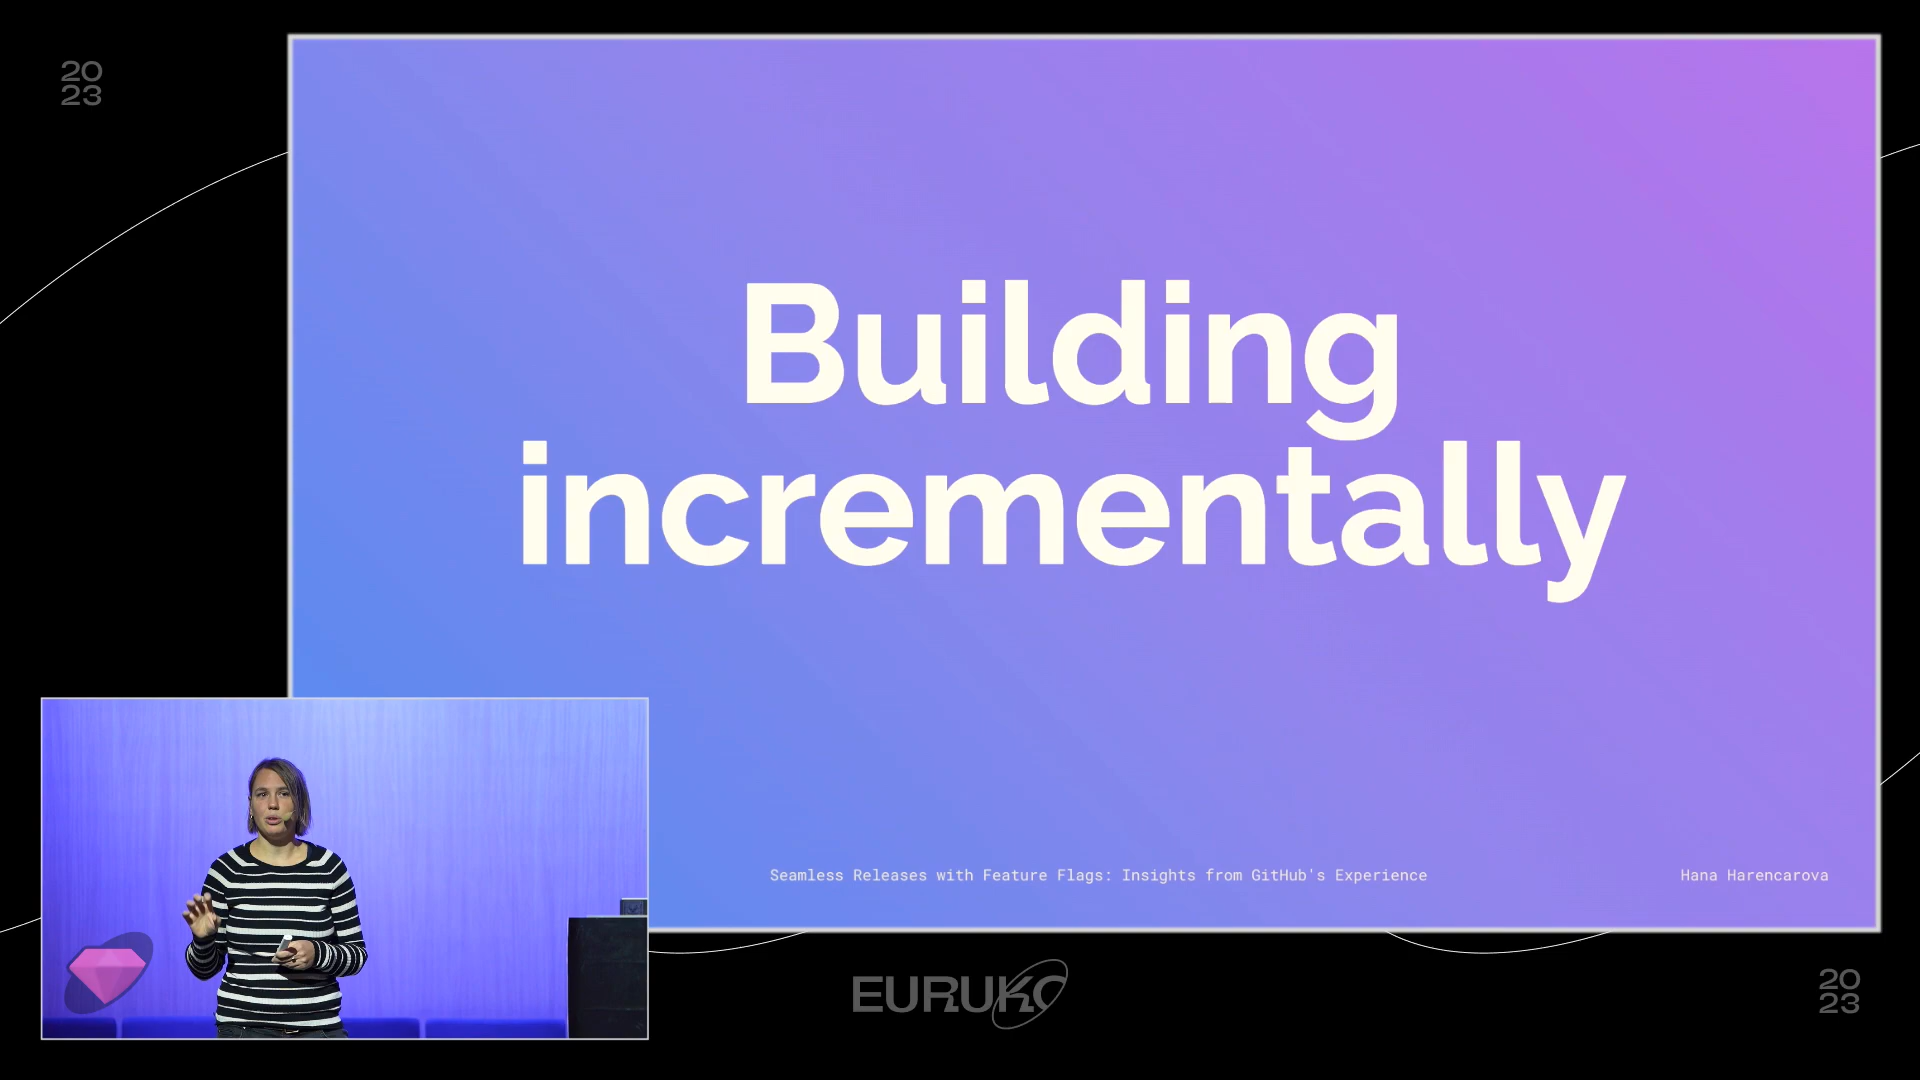 20
23
Building
incrementally
Seamless Releases with Feature Flags: Insights from GitHub's Experience
Hana Harencarova
EURUKO
20
23